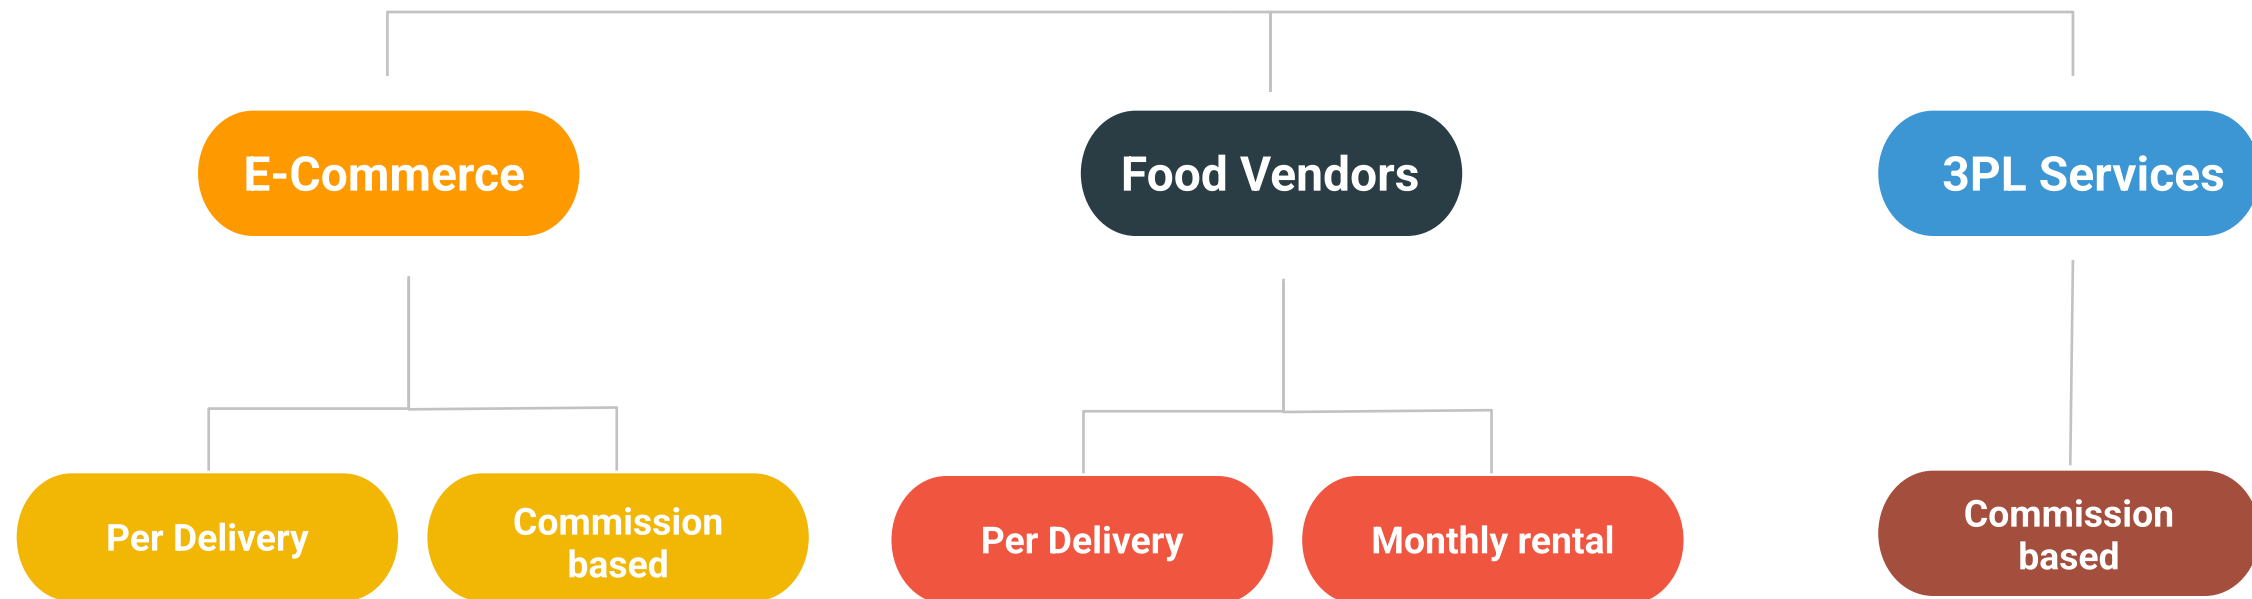 E-Commerce
Food Vendors
3PL Services
Per Delivery
Commission
based
Per Delivery
Monthly rental
Commission
based